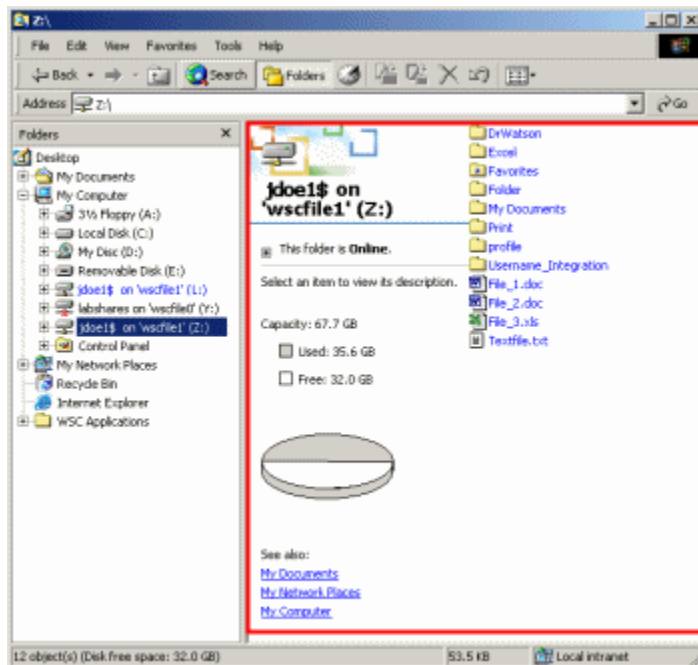 Z:\
File Edit View Favorites Tools Help
Back Search Folders
Address Z:\ Go
Folders
Desktop
My Documents
My Computer
3½ Floppy (A:)
Local Disk (C:)
My Disc (D:)
Removable Disk (E:)
jdoe1$ on 'wscfile1' (L:)
labshares on 'wscfile0' (Y:)
jdoe1$ on 'wscfile1' (Z:)
Control Panel
My Network Places
Recycle Bin
Internet Explorer
WSC Applications
jdoe1$ on
'wscfile1' (Z:)
This folder is Online.
Select an item to view its description.
Capacity: 67.7 GB
Used: 35.6 GB
Free: 32.0 GB
See also:
My Documents
My Network Places
My Computer
DrWatson
Excel
Favorites
Folder
My Documents
Print
profile
Username_Integration
File_1.doc
File_2.doc
File_3.xls
Textfile.txt
12 object(s) (Disk free space: 32.0 GB) 53.5 KB Local intranet